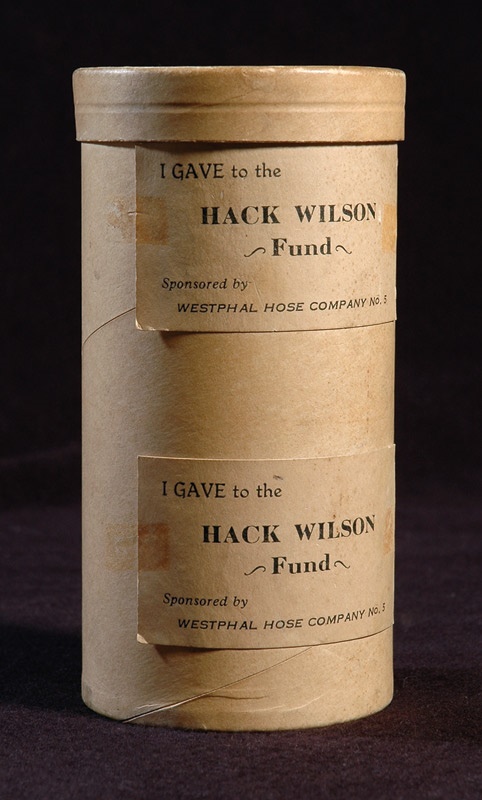 I GAVE to the
HACK WILSON
Fund
Sponsored by
WESTPHAL HOSE COMPANY No. 5
I GAVE to the
HACK WILSON
Fund
Sponsored by
WESTPHAL HOSE COMPANY No. 5